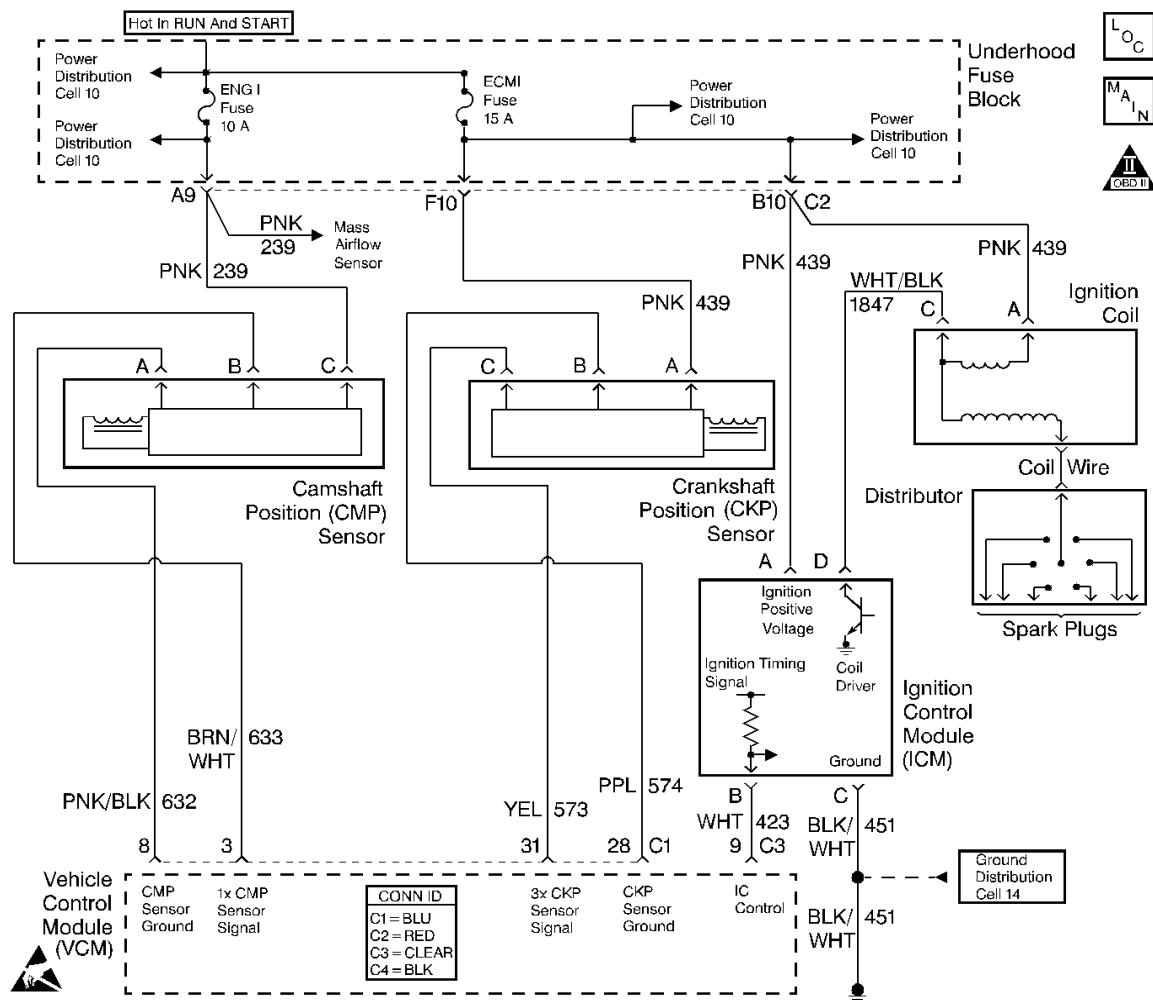 Hot In RUN And START
L O C
M A I N
II
OBD II
Underhood
Fuse
Block
Power
Distribution
Cell 10
ENG I
Fuse
10 A
ECMI
Fuse
15 A
Power
Distribution
Cell 10
Power
Distribution
Cell 10
Power
Distribution
Cell 10
A9
F10
B10
C2
PNK
239
Mass
Airflow
Sensor
PNK 239
PNK 439
PNK 439
PNK 439
WHT/BLK
1847
Ignition
Coil
C
A
A
B
C
C
B
A
Camshaft
Position (CMP)
Sensor
Crankshaft
Position (CKP)
Sensor
Coil Wire
Distributor
Spark Plugs
A
D
Ignition
Positive
Voltage
Ignition Timing
Signal
Coil
Driver
Ground
Ignition
Control
Module
(ICM)
BRN/
WHT
633
PNK/BLK 632
YEL 573
PPL 574
B
C
WHT 423
BLK/
WHT
451
8
3
31
28
C1
9
C3
Ground
Distribution
Cell 14
BLK/
WHT
451
Vehicle
Control
Module
(VCM)
CMP
Sensor
Ground
1x CMP
Sensor
Signal
CONN ID
C1=BLU
C2=RED
C3=CLEAR
C4=BLK
3x CKP
Sensor
Signal
CKP
Sensor
Ground
IC
Control